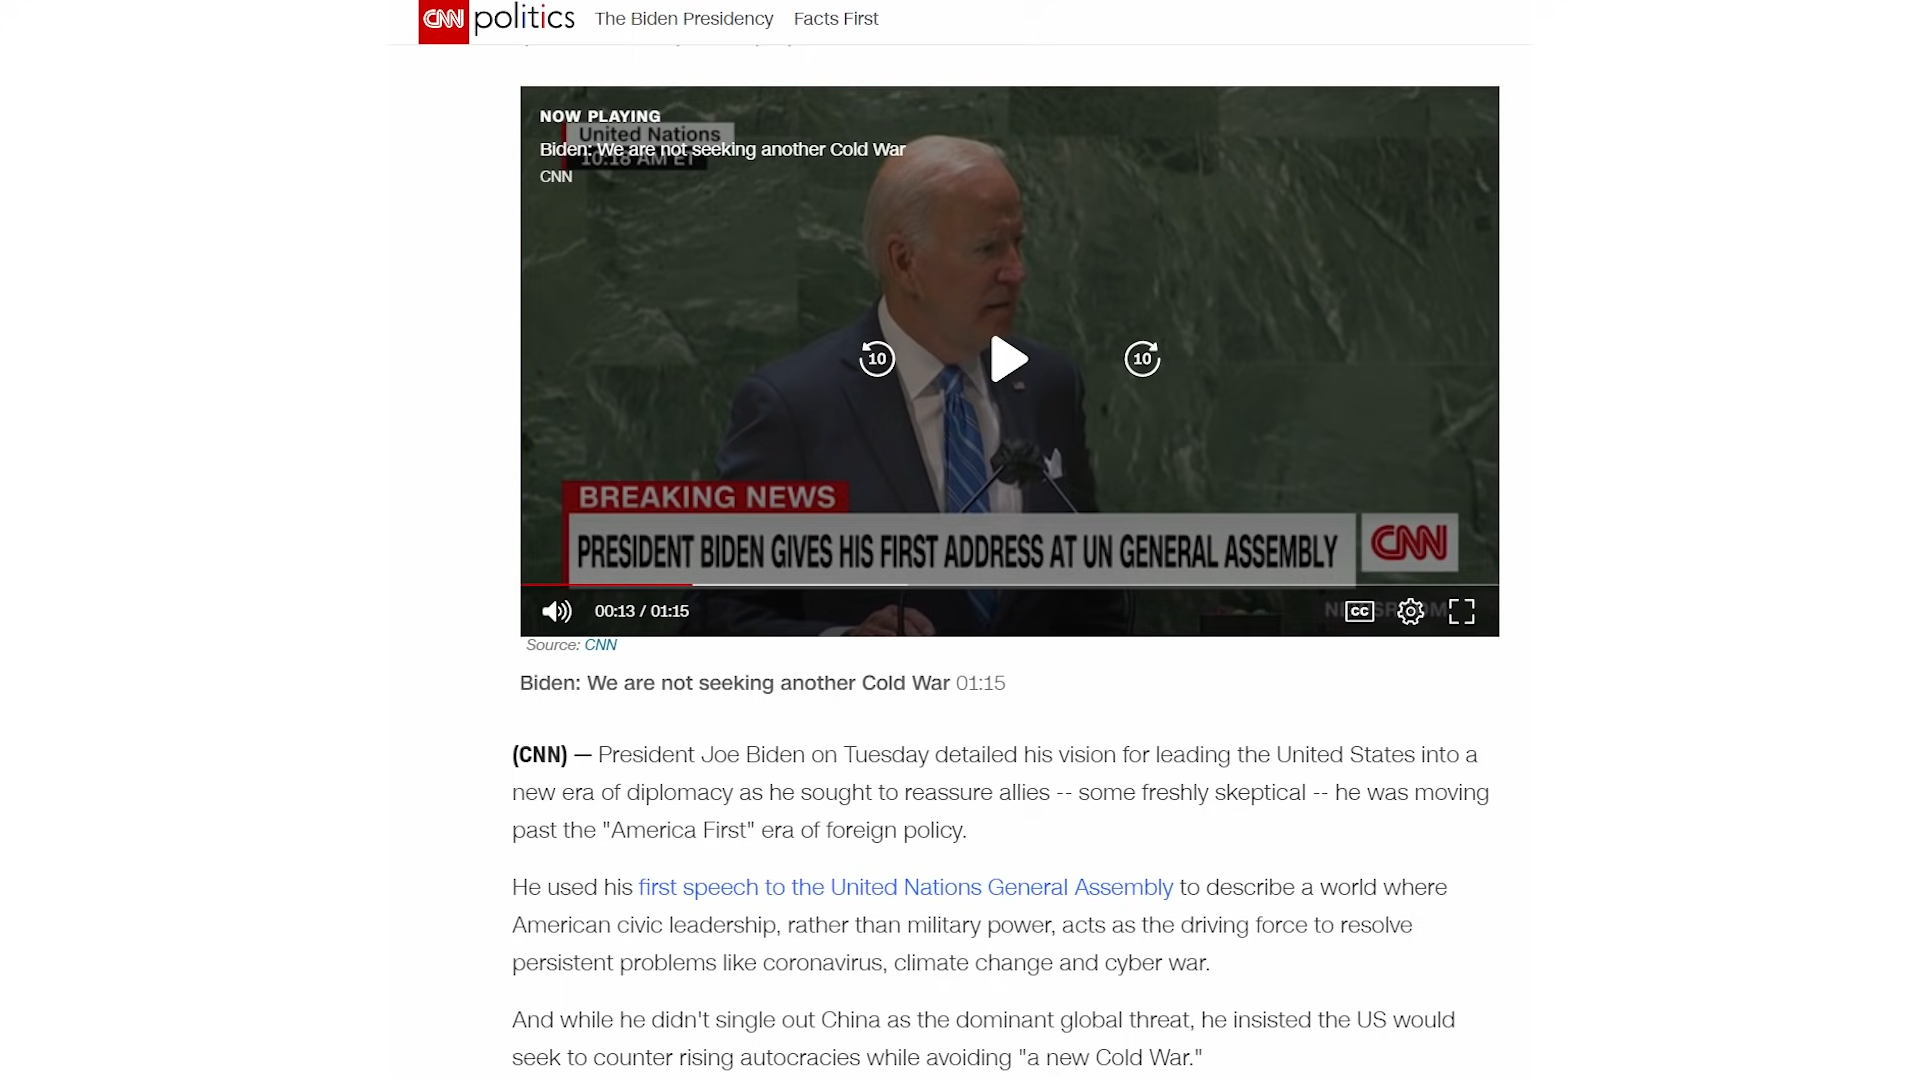 CNN politics The Biden Presidency Facts First
NOW PLAYING
United Nations
Biden: We are not seeking another Cold War
10:18 AM ET
CNN
10 10
BREAKING NEWS
PRESIDENT BIDEN GIVES HIS FIRST ADDRESS AT UN GENERAL ASSEMBLY CNN
00:13 / 01:15 CC
Source: CNN
Biden: We are not seeking another Cold War 01:15
(CNN) — President Joe Biden on Tuesday detailed his vision for leading the United States into a
new era of diplomacy as he sought to reassure allies -- some freshly skeptical -- he was moving
past the "America First" era of foreign policy.
He used his first speech to the United Nations General Assembly to describe a world where
American civic leadership, rather than military power, acts as the driving force to resolve
persistent problems like coronavirus, climate change and cyber war.
And while he didn't single out China as the dominant global threat, he insisted the US would
seek to counter rising autocracies while avoiding "a new Cold War."